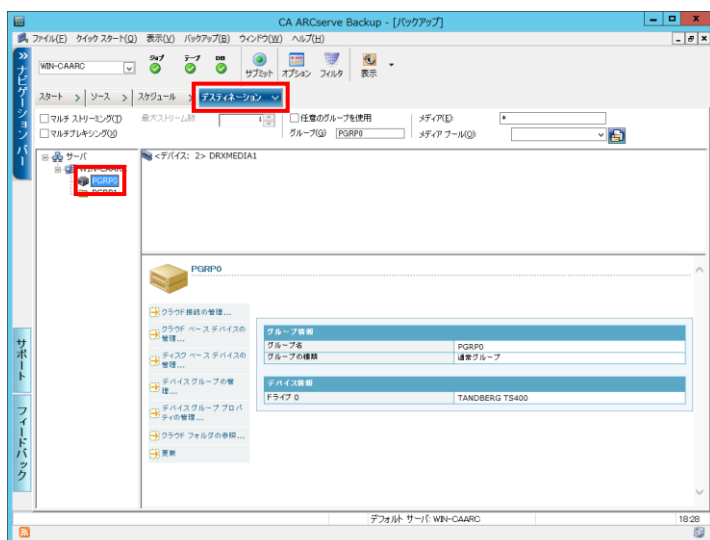 CA ARCserve Backup - [バックアップ]
ファイル(E) クイック スタート(Q) 表示(V) バックアップ(B) ウィンドウ(W) ヘルプ(H)
WIN-CAARC
ジョブ テープ DB
サブミット オプション フィルタ 表示
スタート ソース スケジュール デスティネーション
マルチ ストリーミング(T) 最大ストリーム数 4 任意のグループを使用 メディア(E): *
マルチプレキシング(X) グループ(G) PGRP0 メディア プール(O):
ナビゲーション バー
サーバ
WIN-CAARC
PGRP0
PGRP1
<デバイス: 2> DRXMEDIA1
PGRP0
クラウド接続の管理...
クラウド ベース デバイスの管理...
ディスク ベース デバイスの管理...
デバイスグループの管理...
デバイスグループ プロパティの管理...
クラウド フォルダの参照...
更新
グループ情報
グループ名 PGRP0
グループの種類 通常グループ
デバイス情報
ドライブ 0 TANDBERG TS400
サポート
フィードバック
デフォルト サーバ: WIN-CAARC 18:28